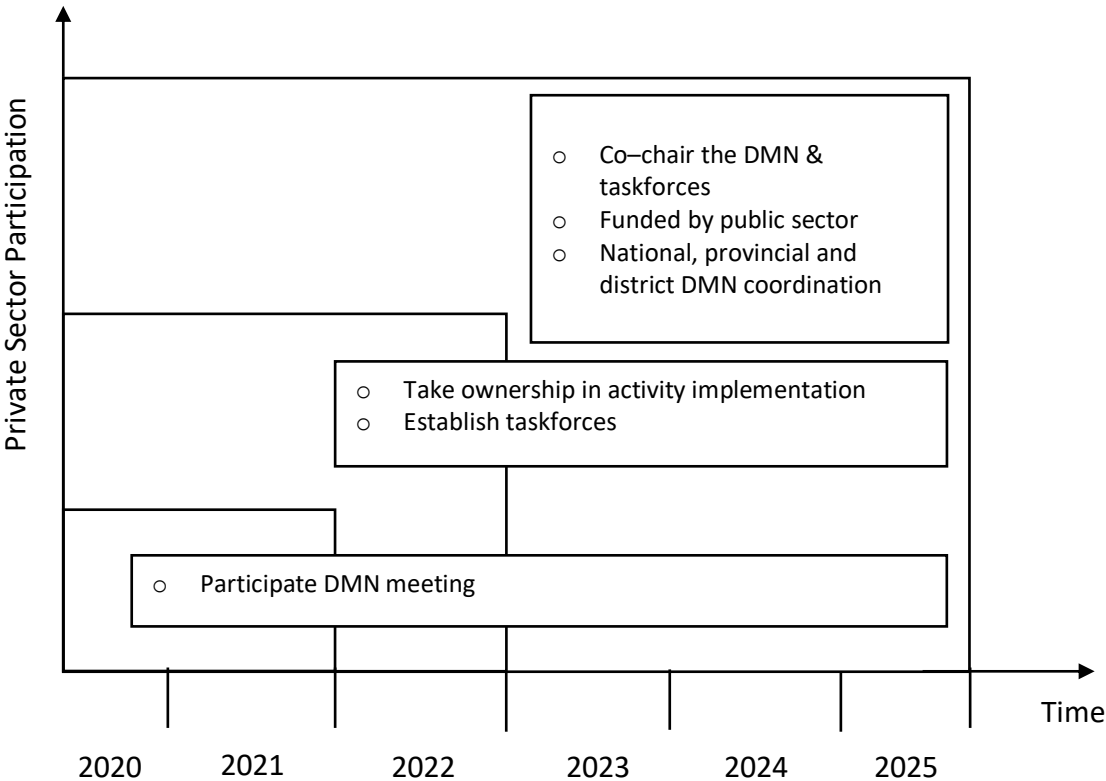 Private Sector Participation
○ Co–chair the DMN &
taskforces
○ Funded by public sector
○ National, provincial and
district DMN coordination
○ Take ownership in activity implementation
○ Establish taskforces
○ Participate DMN meeting
Time
2020 2021 2022 2023 2024 2025